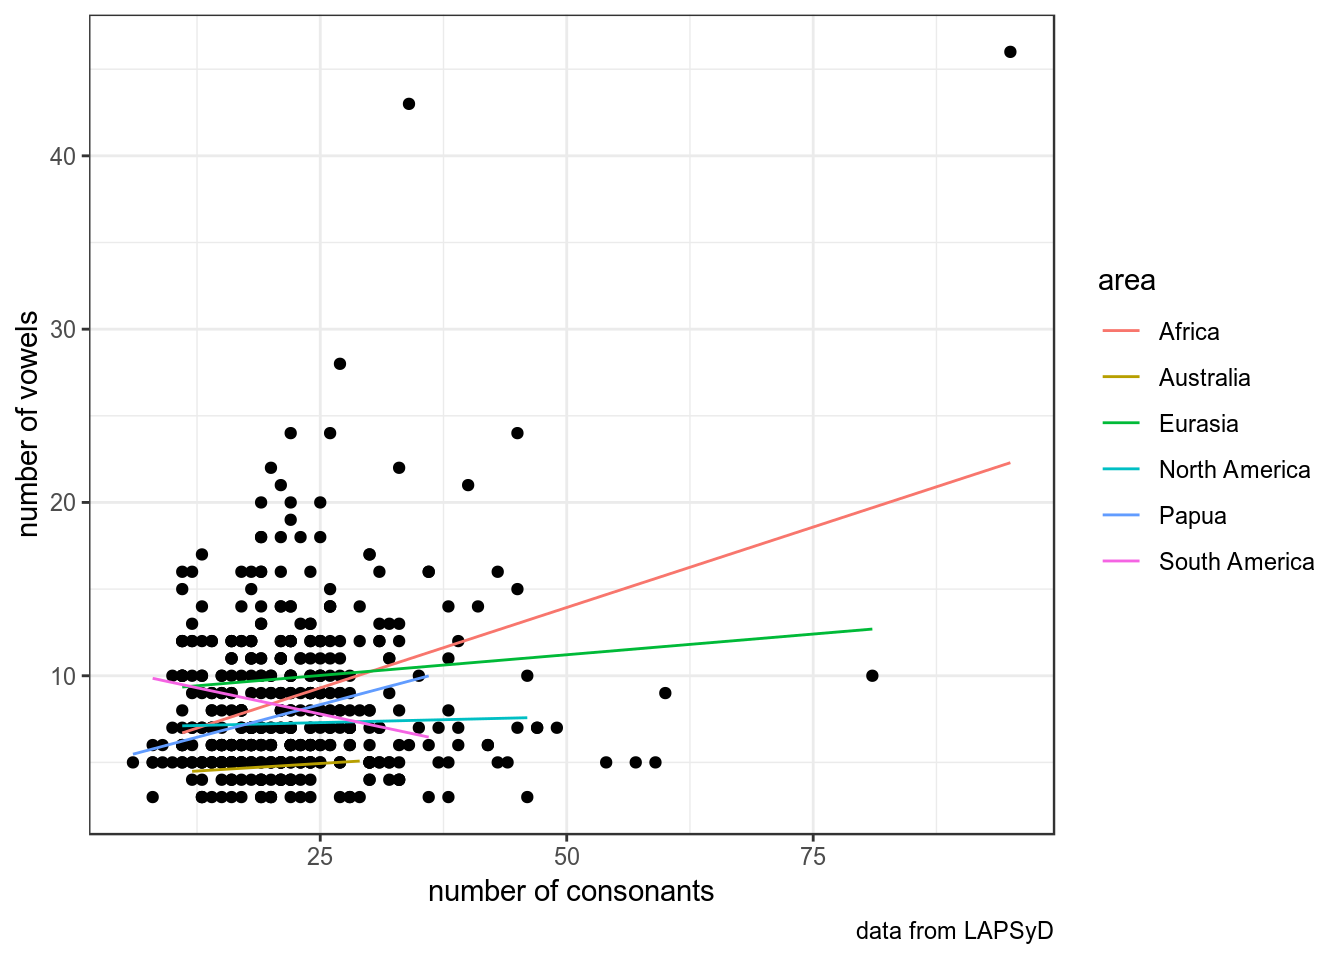 40
30
20
10
number of vowels
25
50
75
number of consonants
data from LAPSyD
area
Africa
Australia
Eurasia
North America
Papua
South America